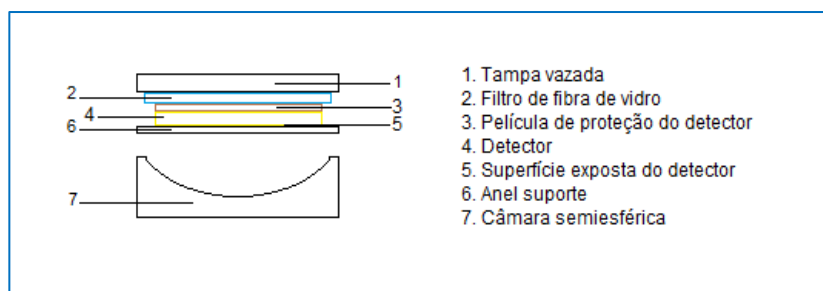 1
2
3
4
5
6
7
1. Tampa vazada
2. Filtro de fibra de vidro
3. Película de proteção do detector
4. Detector
5. Superfície exposta do detector
6. Anel suporte
7. Câmara semiesférica